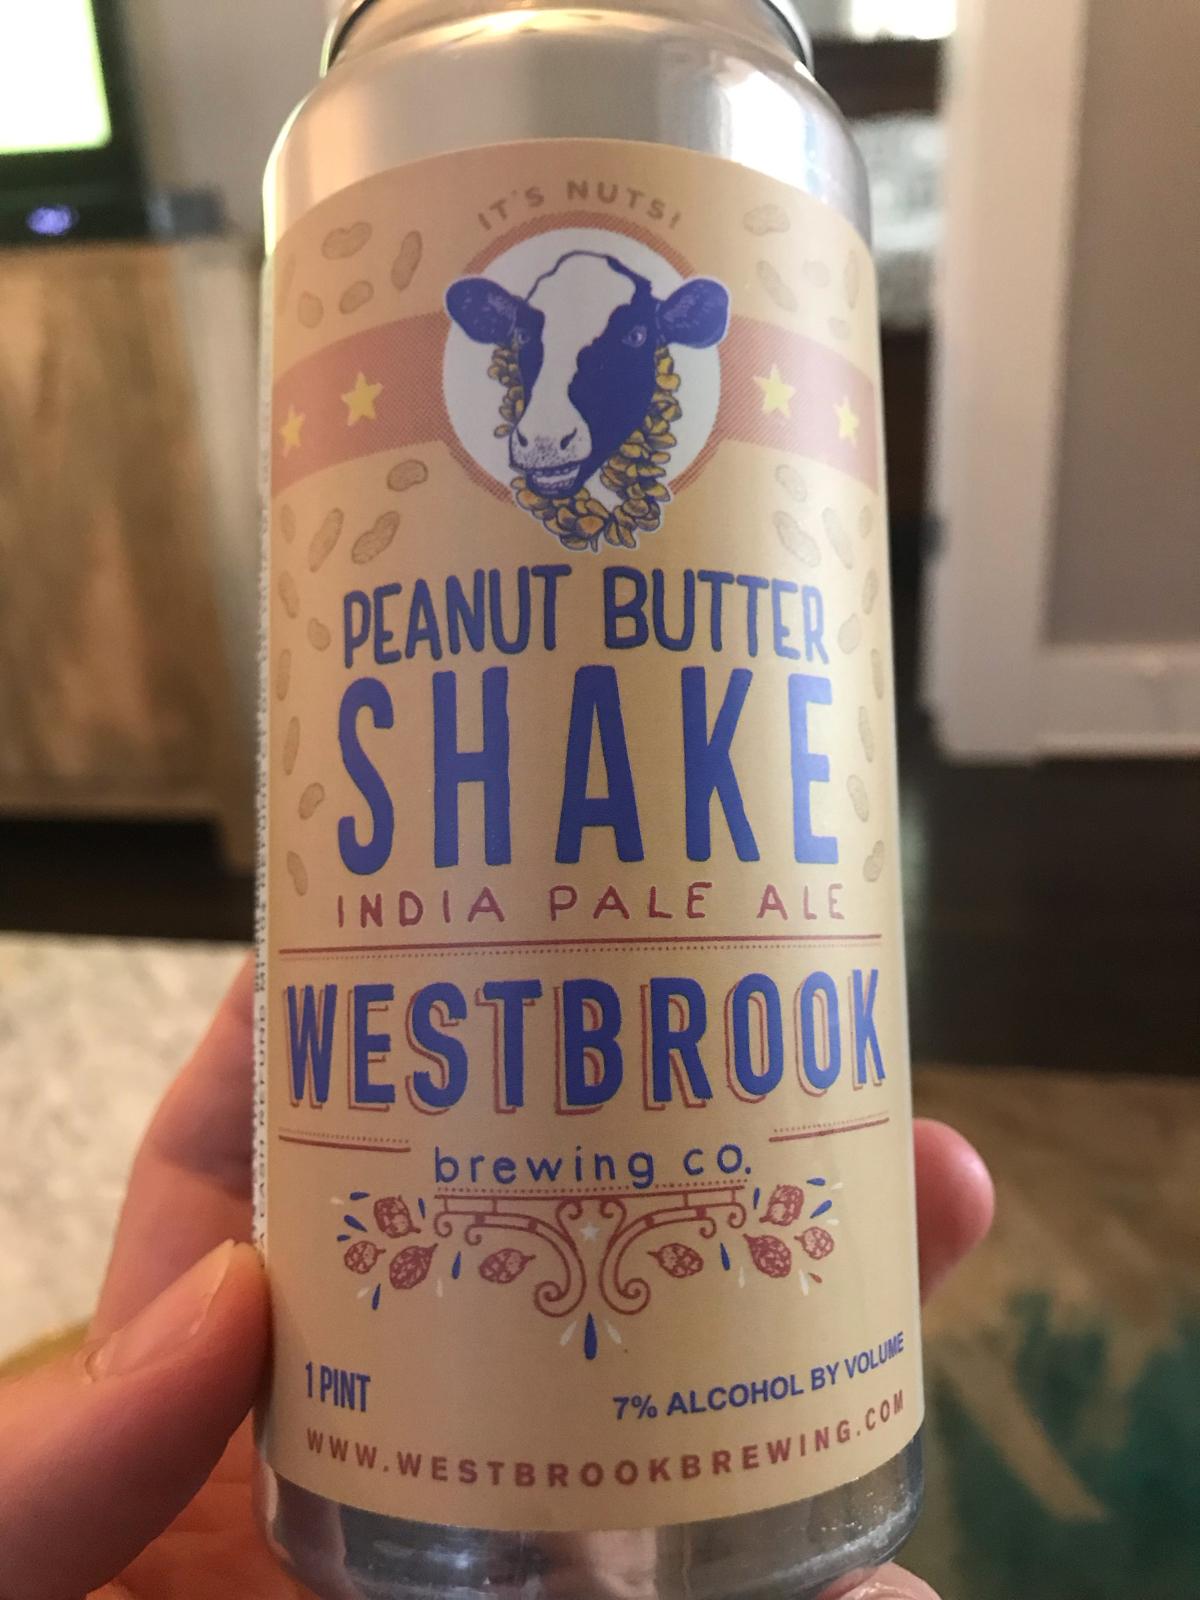 IT'S NUTS!
PEANUT BUTTER
SHAKE
INDIA PALE ALE
WESTBROOK
brewing co.
1 PINT
7% ALCOHOL BY VOLUME
WWW.WESTBROOKBREWING.COM